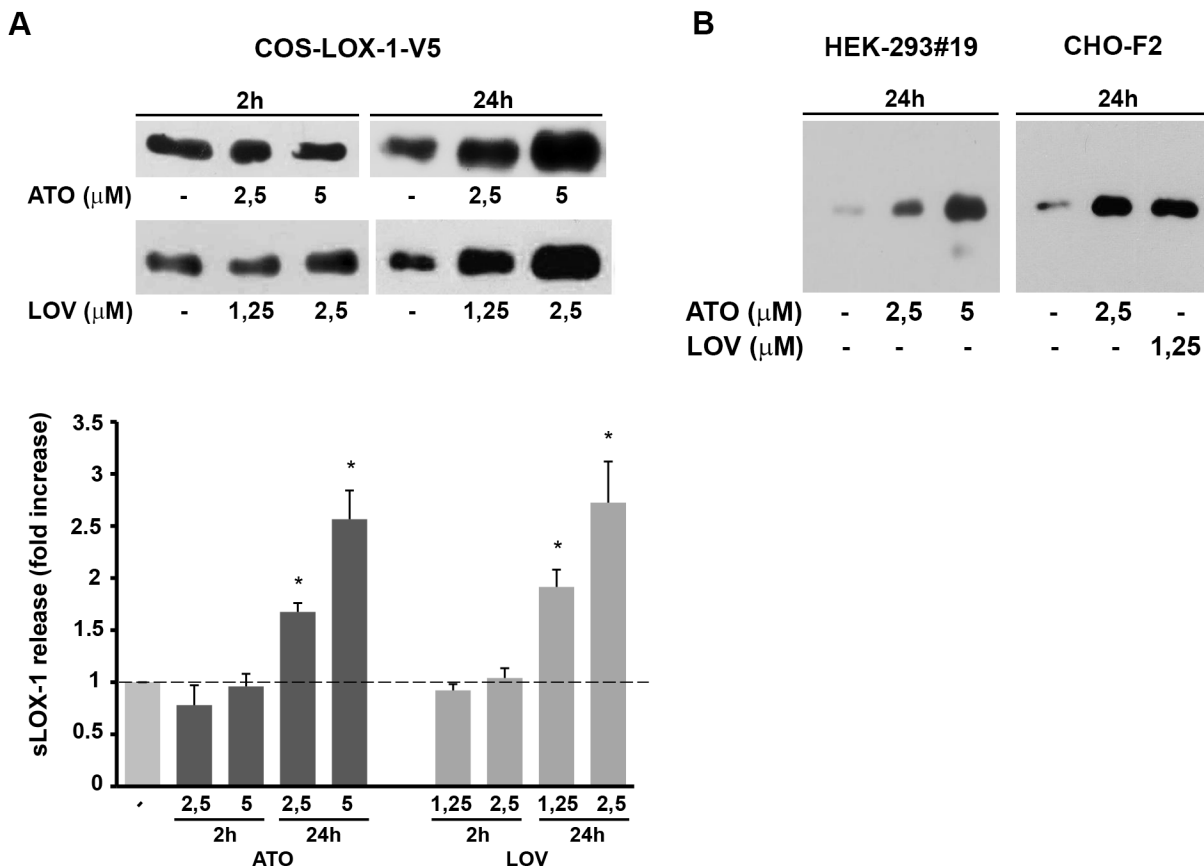 A
COS-LOX-1-V5
2h 24h
ATO (μM) - 2,5 5 - 2,5 5
LOV (μM) - 1,25 2,5 - 1,25 2,5
B
HEK-293#19 CHO-F2
24h 24h
ATO (μM) - 2,5 5 - 2,5 -
LOV (μM) - - - - - 1,25
sLOX-1 release (fold increase)
3.5
3
2.5
2
1.5
1
0.5
0
* * * *
- 2,5 5 2,5 5 1,25 2,5 1,25 2,5
2h 24h 2h 24h
ATO LOV